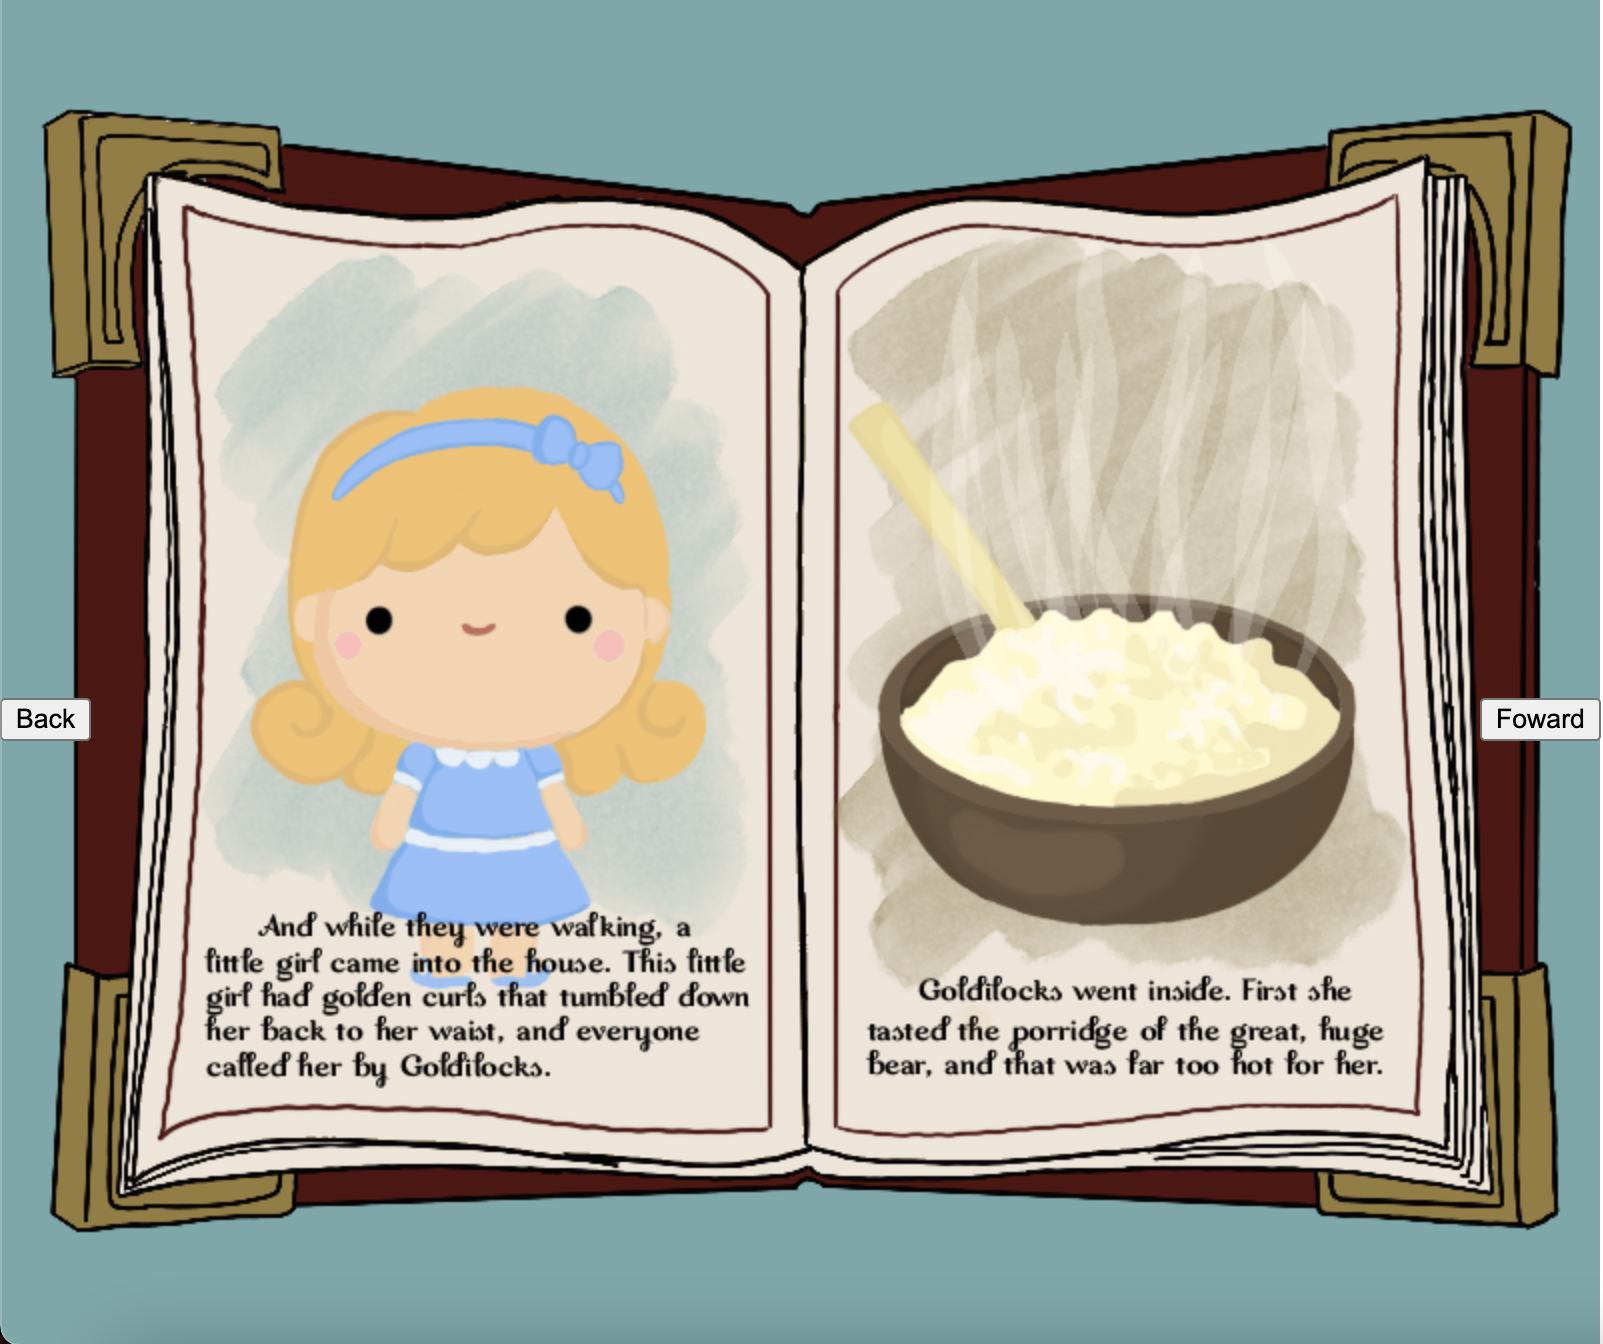 And while they were walking, a
little girl came into the house. This little
girl had golden curls that tumbled down
her back to her waist, and everyone
called her by Goldilocks.
Goldilocks went inside. First she
tasted the porridge of the great, huge
bear, and that was far too hot for her.
Back
Foward